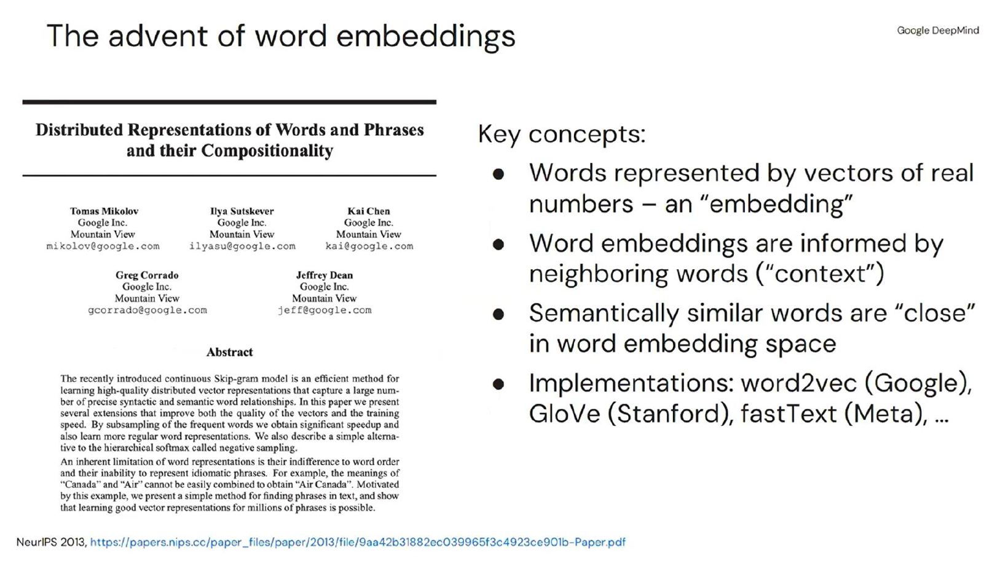 The advent of word embeddings
Google DeepMind
Distributed Representations of Words and Phrases
and their Compositionality
Tomas Mikolov
Google Inc.
Mountain View
mikolov@google.com
Ilya Sutskever
Google Inc.
Mountain View
ilyasu@google.com
Kai Chen
Google Inc.
Mountain View
kai@google.com
Greg Corrado
Google Inc.
Mountain View
gcorrado@google.com
Jeffrey Dean
Google Inc.
Mountain View
jeff@google.com
Abstract
The recently introduced continuous Skip-gram model is an efficient method for
learning high-quality distributed vector representations that capture a large num-
ber of precise syntactic and semantic word relationships. In this paper we present
several extensions that improve both the quality of the vectors and the training
speed. By subsampling of the frequent words we obtain significant speedup and
also learn more regular word representations. We also describe a simple alterna-
tive to the hierarchical softmax called negative sampling.
An inherent limitation of word representations is their indifference to word order
and their inability to represent idiomatic phrases. For example, the meanings of
“Canada” and “Air” cannot be easily combined to obtain “Air Canada”. Motivated
by this example, we present a simple method for finding phrases in text, and show
that learning good vector representations for millions of phrases is possible.
Key concepts:
● Words represented by vectors of real
numbers – an “embedding”
● Word embeddings are informed by
neighboring words (“context”)
● Semantically similar words are “close”
in word embedding space
● Implementations: word2vec (Google),
GloVe (Stanford), fastText (Meta), ...
NeurIPS 2013, https://papers.nips.cc/paper_files/paper/2013/file/9aa42b31882ec039965f3c4923ce901b-Paper.pdf